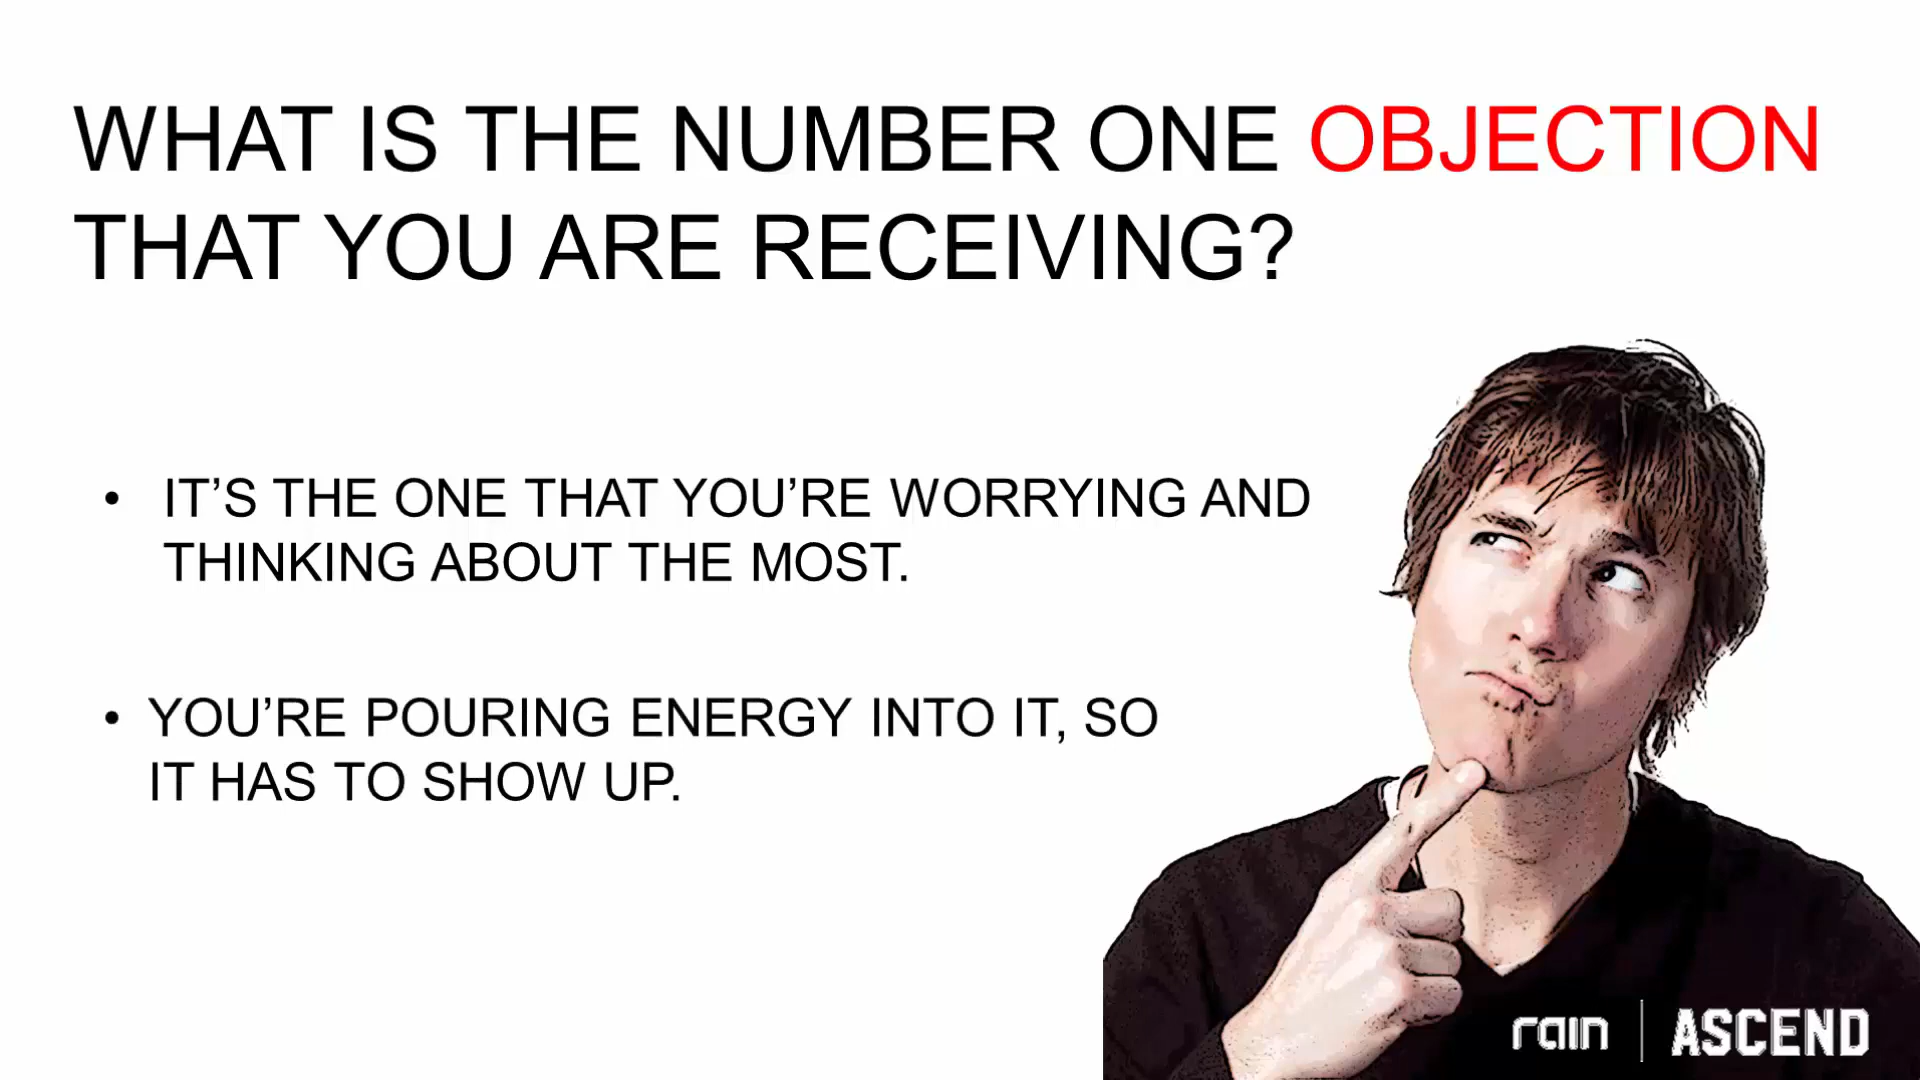 WHAT IS THE NUMBER ONE OBJECTION
THAT YOU ARE RECEIVING?
• IT’S THE ONE THAT YOU’RE WORRYING AND
THINKING ABOUT THE MOST.
• YOU’RE POURING ENERGY INTO IT, SO
IT HAS TO SHOW UP.
rain | ASCEND